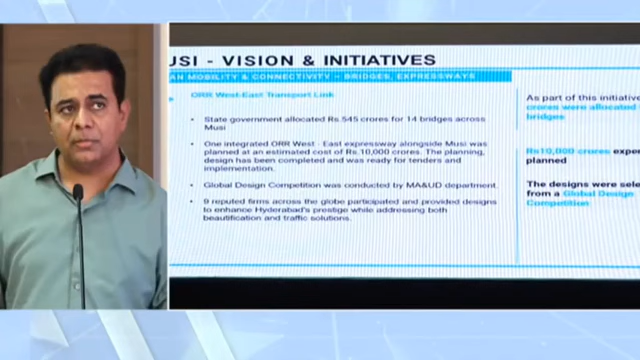 USI - VISION & INITIATIVES
AN MOBILITY & CONNECTIVITY – BRIDGES, EXPRESSWAYS
ORR West-East Transport Link
State government allocated Rs.545 crores for 14 bridges across
Musi
One integrated ORR West - East expressway alongside Musi was
planned at an estimated cost of Rs.10,000 crores. The planning,
design has been completed and was ready for tenders and
implementation.
Global Design Competition was conducted by MA&UD department.
9 reputed firms across the globe participated and provided designs
to enhance Hyderabad's prestige while addressing both
beautification and traffic solutions.
As part of this initiative
crores were allocated
bridges
Rs10,000 crores expe
planned
The designs were sele
from a Global Design
Competition